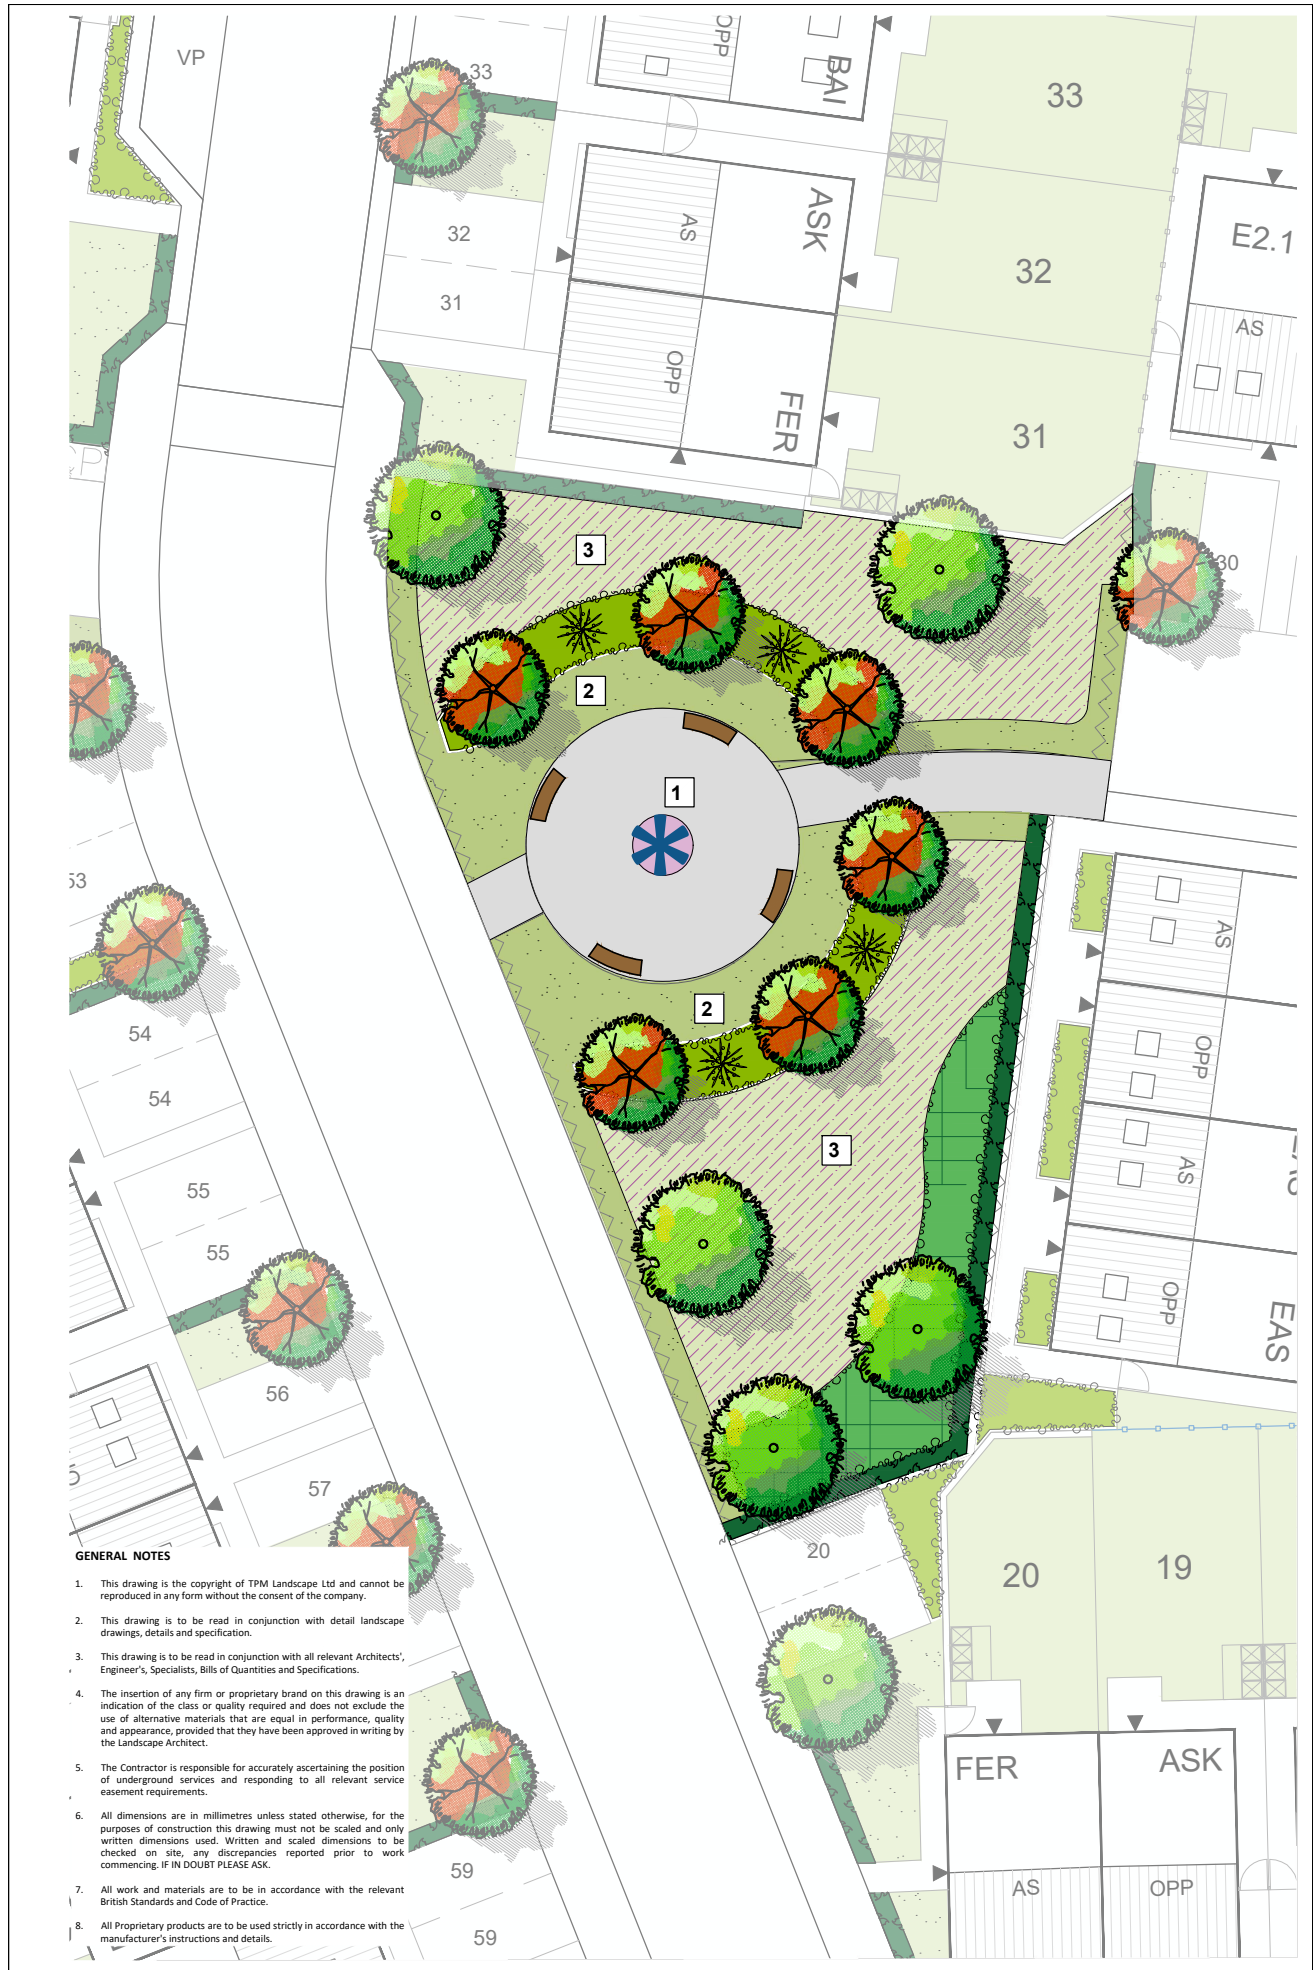 VP
33
OPP
BAI
33
32
AS
ASK
32
E2.1
31
AS
OPP
FER
31
3
30
2
1
53
AS
54
2
OPP
54
3
AS
55
55
OPP
EAS
56
57
20
20
19
GENERAL NOTES
1. This drawing is the copyright of TPM Landscape Ltd and cannot be
reproduced in any form without the consent of the company.
2. This drawing is to be read in conjunction with detail landscape
drawings, details and specification.
3. This drawing is to be read in conjunction with all relevant Architects',
Engineer's, Specialists, Bills of Quantities and Specifications.
4. The insertion of any firm or proprietary brand on this drawing is an
indication of the class or quality required and does not exclude the
use of alternative materials that are equal in performance, quality
and appearance, provided that they have been approved in writing by
the Landscape Architect.
5. The Contractor is responsible for accurately ascertaining the position
of underground services and responding to all relevant service
easement requirements.
6. All dimensions are in millimetres unless stated otherwise, for the
purposes of construction this drawing must not be scaled and only
written dimensions used. Written and scaled dimensions to be
checked on site, any discrepancies reported prior to work
commencing. IF IN DOUBT PLEASE ASK.
7. All work and materials are to be in accordance with the relevant
British Standards and Code of Practice.
8. All Proprietary products are to be used strictly in accordance with the
manufacturer's instructions and details.
FER
ASK
59
AS
OPP
59